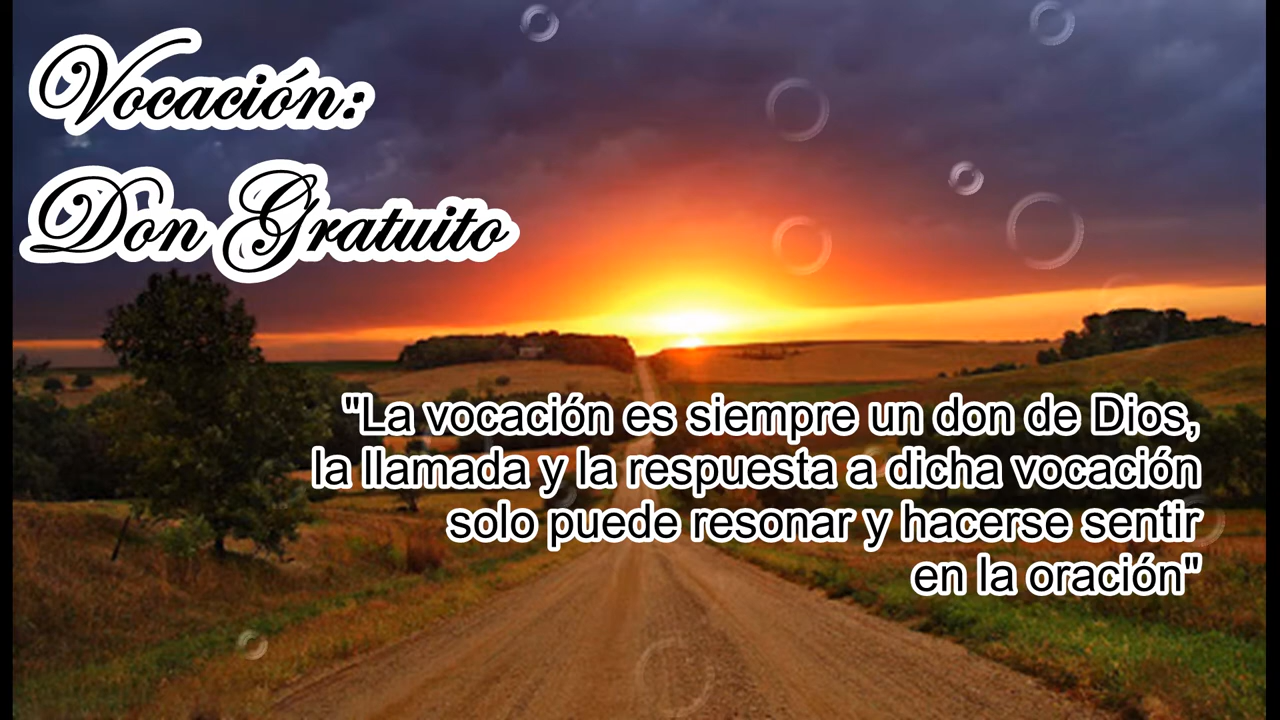 Vocación:
Don Gratuito
"La vocación es siempre un don de Dios,
la llamada y la respuesta a dicha vocación
solo puede resonar y hacerse sentir
en la oración"